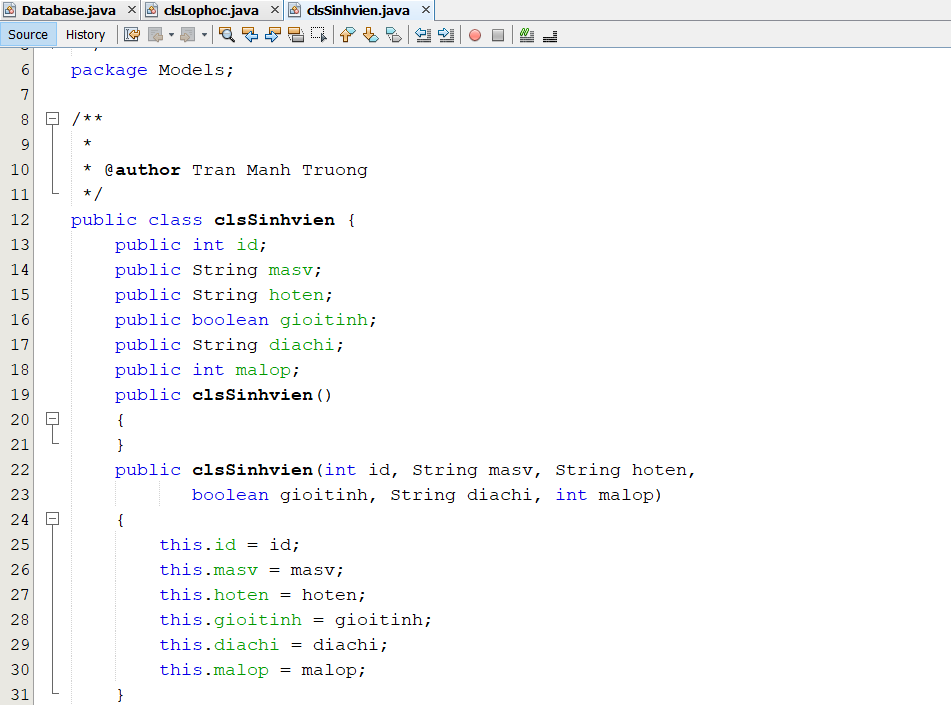 Database.java × clsLophoc.java × clsSinhvien.java ×
Source History
6 package Models;
7
8 /**
9 *
10 * @author Tran Manh Truong
11 */
12 public class clsSinhvien {
13 public int id;
14 public String masv;
15 public String hoten;
16 public boolean gioitinh;
17 public String diachi;
18 public int malop;
19 public clsSinhvien()
20 {
21 }
22 public clsSinhvien(int id, String masv, String hoten,
23 boolean gioitinh, String diachi, int malop)
24 {
25 this.id = id;
26 this.masv = masv;
27 this.hoten = hoten;
28 this.gioitinh = gioitinh;
29 this.diachi = diachi;
30 this.malop = malop;
31 }